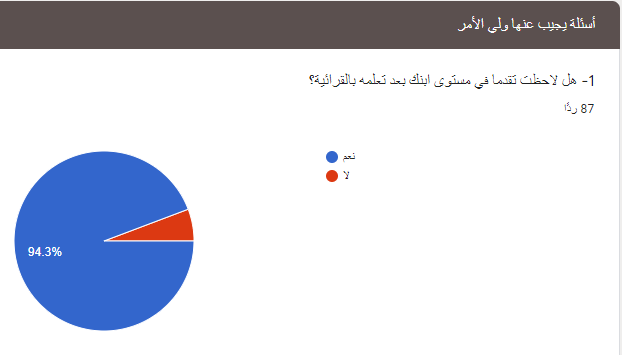 أسئلة يجيب عنها ولي الأمر
1- هل لاحظت تقدما في مستوى ابنك بعد تعلمه بالقرائية؟
87 ردًا
نعم
لا
94.3%